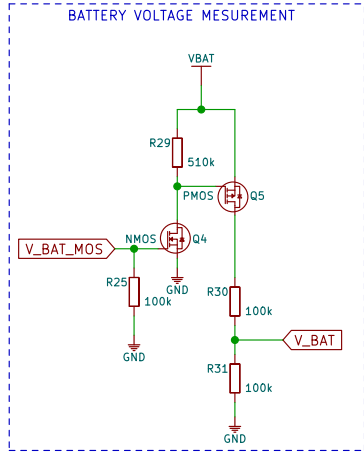 BATTERY VOLTAGE MESUREMENT
VBAT
R29
510k
PMOS
Q5
NMOS
Q4
V_BAT_MOS
R25
100k
GND
GND
R30
100k
V_BAT
R31
100k
GND